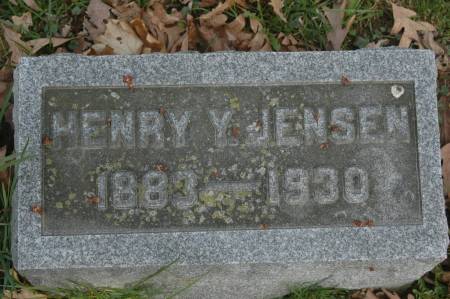 HENRY Y. JENSEN
1883 — 1930